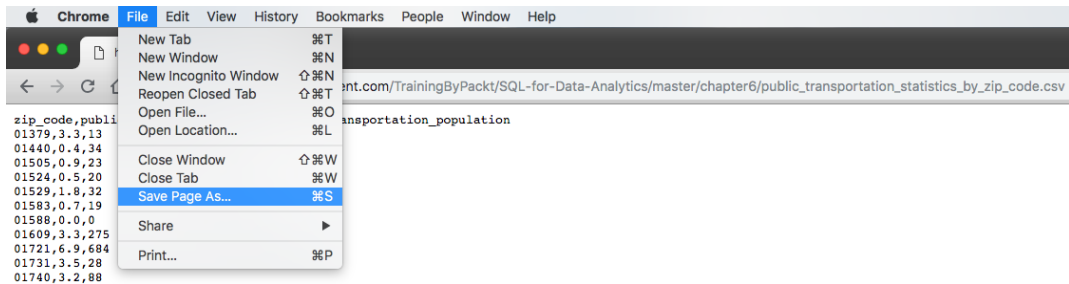 Chrome File Edit View History Bookmarks People Window Help
New Tab ⌘T
New Window ⌘N
New Incognito Window ⇧⌘N
Reopen Closed Tab ⇧⌘T
Open File... ⌘O
Open Location... ⌘L
Close Window ⇧⌘W
Close Tab ⌘W
Save Page As... ⌘S
Share ▶
Print... ⌘P
ent.com/TrainingByPackt/SQL-for-Data-Analytics/master/chapter6/public_transportation_statistics_by_zip_code.csv
zip_code,publi ansportation_population
01379,3.3,13
01440,0.4,34
01505,0.9,23
01524,0.5,20
01529,1.8,32
01583,0.7,19
01588,0.0,0
01609,3.3,275
01721,6.9,684
01731,3.5,28
01740,3.2,88